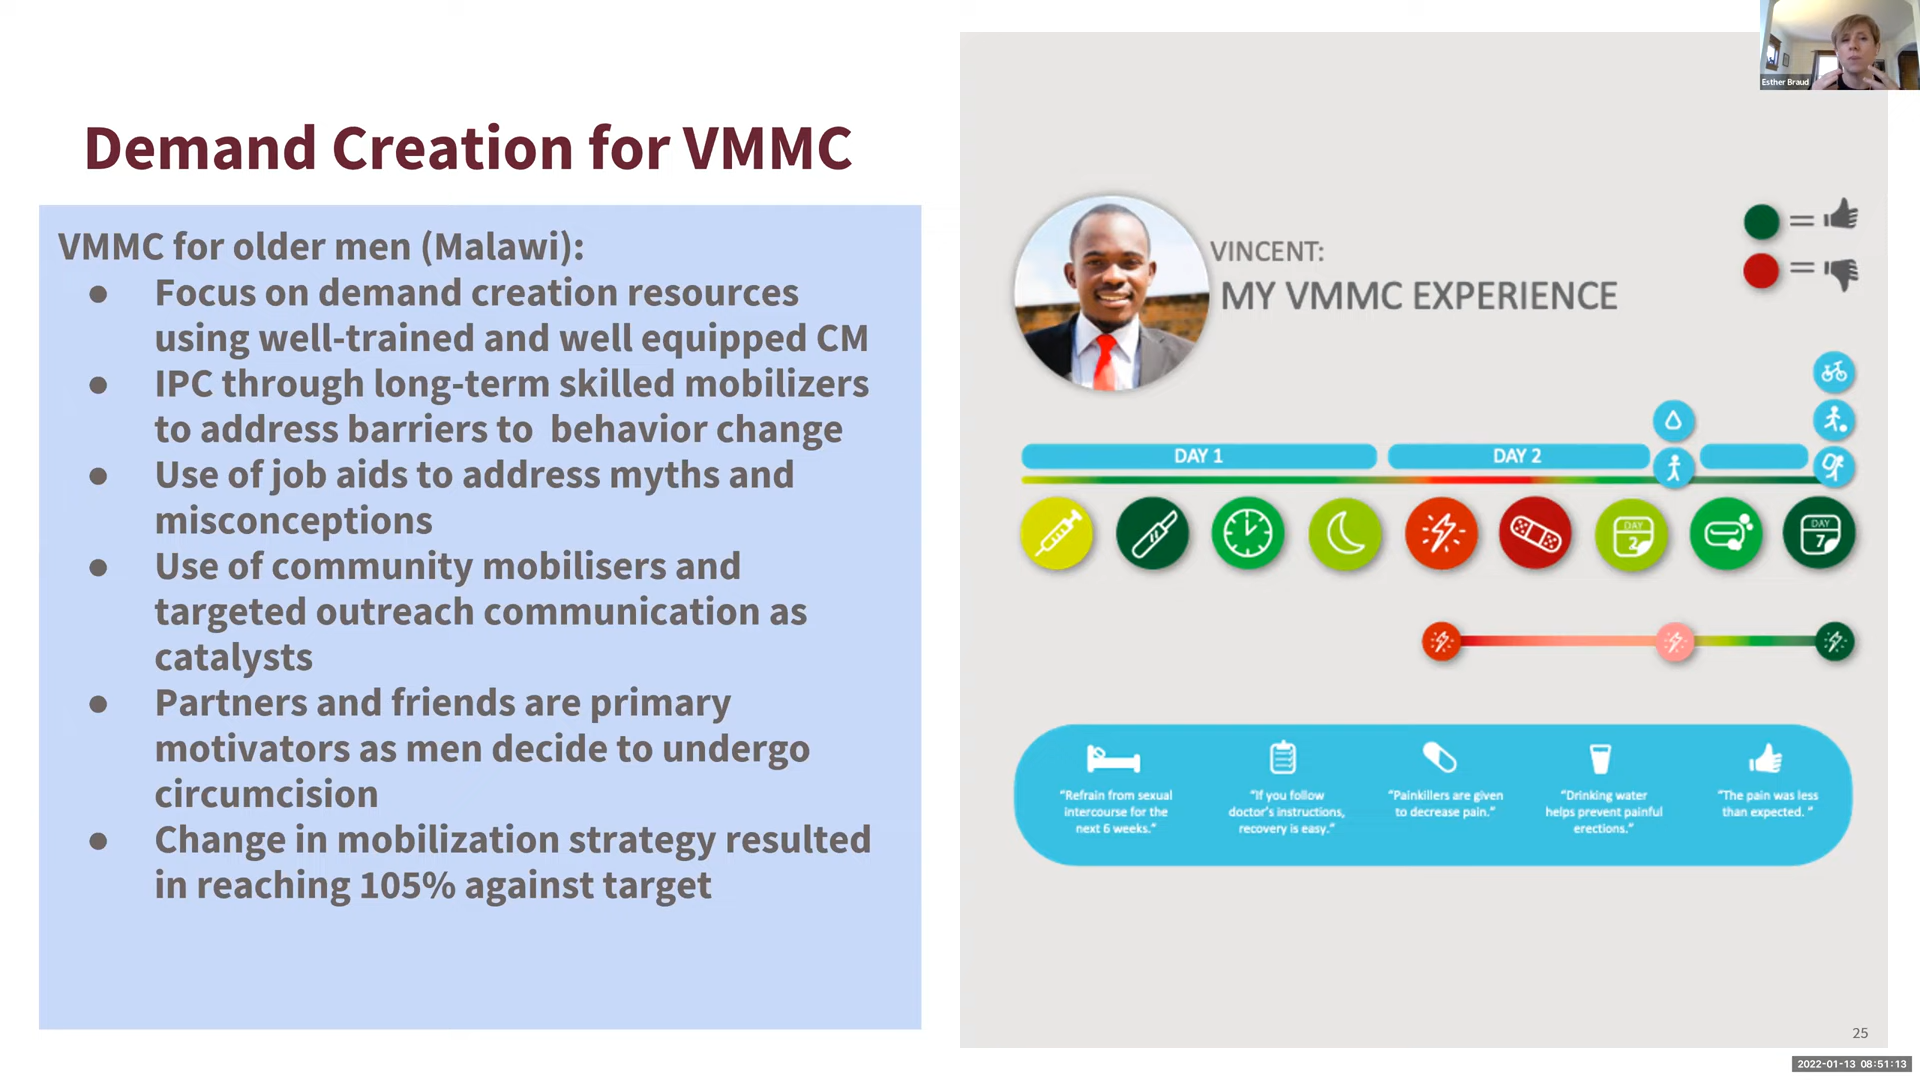 Esther Braud
Demand Creation for VMMC
VMMC for older men (Malawi):
● Focus on demand creation resources
using well-trained and well equipped CM
● IPC through long-term skilled mobilizers
to address barriers to  behavior change
● Use of job aids to address myths and
misconceptions
● Use of community mobilisers and
targeted outreach communication as
catalysts
● Partners and friends are primary
motivators as men decide to undergo
circumcision
● Change in mobilization strategy resulted
in reaching 105% against target
VINCENT:
MY VMMC EXPERIENCE
=
=
DAY 1
DAY 2
DAY
2
DAY
7
“Refrain from sexual
intercourse for the
next 6 weeks.”
“If you follow
doctor’s instructions,
recovery is easy.”
“Painkillers are given
to decrease pain.”
“Drinking water
helps prevent painful
erections.”
“The pain was less
than expected. ”
25
2022-01-13 08:51:13